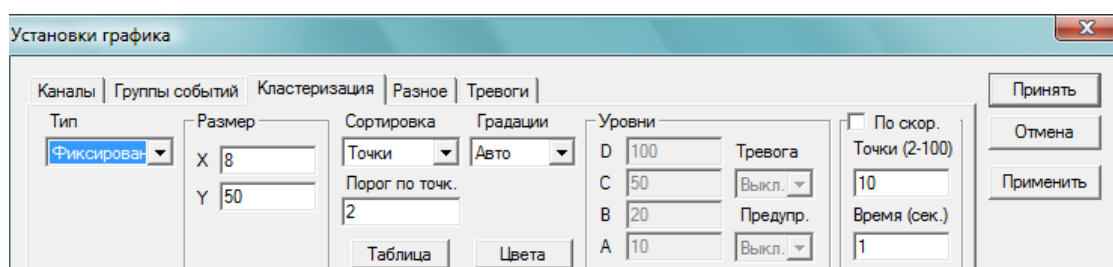 Установки графика
Каналы Группы событий Кластеризация Разное Тревоги
Принять
Тип Размер Сортировка Градации Уровни По скор.
Отмена
Фиксирован X 8 Точки Авто D 100 Тревога Точки (2-100)
Y 50 Порог по точк. C 50 Выкл. 10 Применить
2 B 20 Предупр. Время (сек.)
Таблица Цвета A 10 Выкл. 1